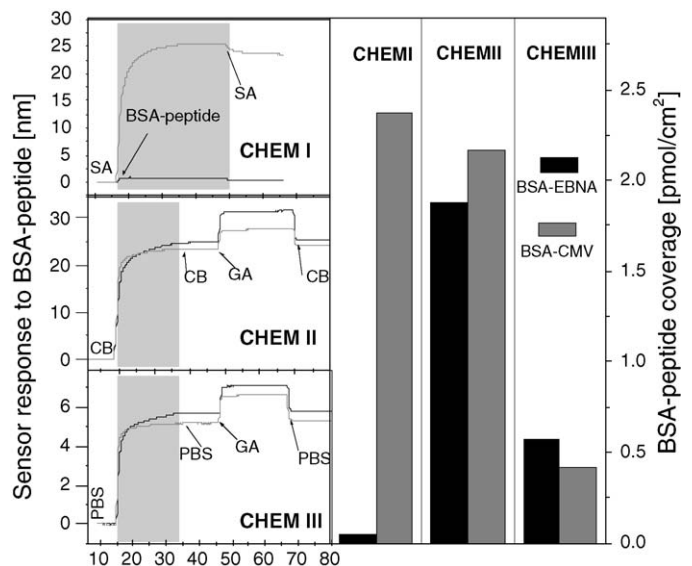 Sensor response to BSA-peptide [nm]
30
25
20
15
10
5
0
SA
BSA-peptide
SA
CHEM I
30
20
10
0
CB
CB
GA
CB
CHEM II
6
4
2
0
PBS
PBS
GA
PBS
CHEM III
10 20 30 40 50 60 70 80
CHEMI
CHEMII
CHEMIII
BSA-EBNA
BSA-CMV
2.5
2.0
1.5
1.0
0.5
0.0
BSA-peptide coverage [pmol/cm²]